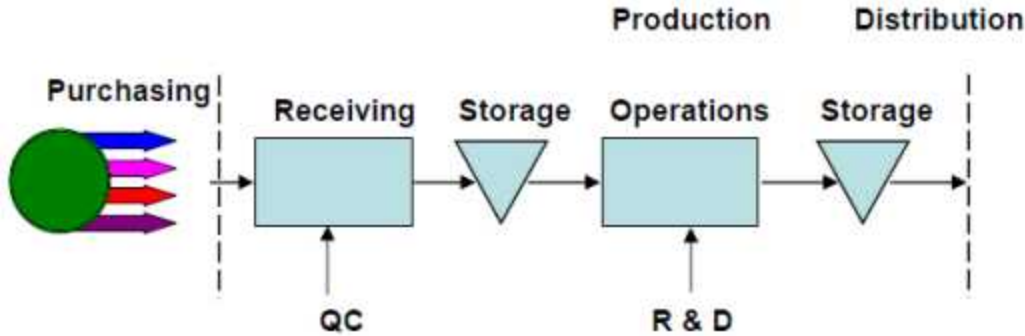 Production Distribution
Purchasing
Receiving Storage Operations Storage
QC R & D